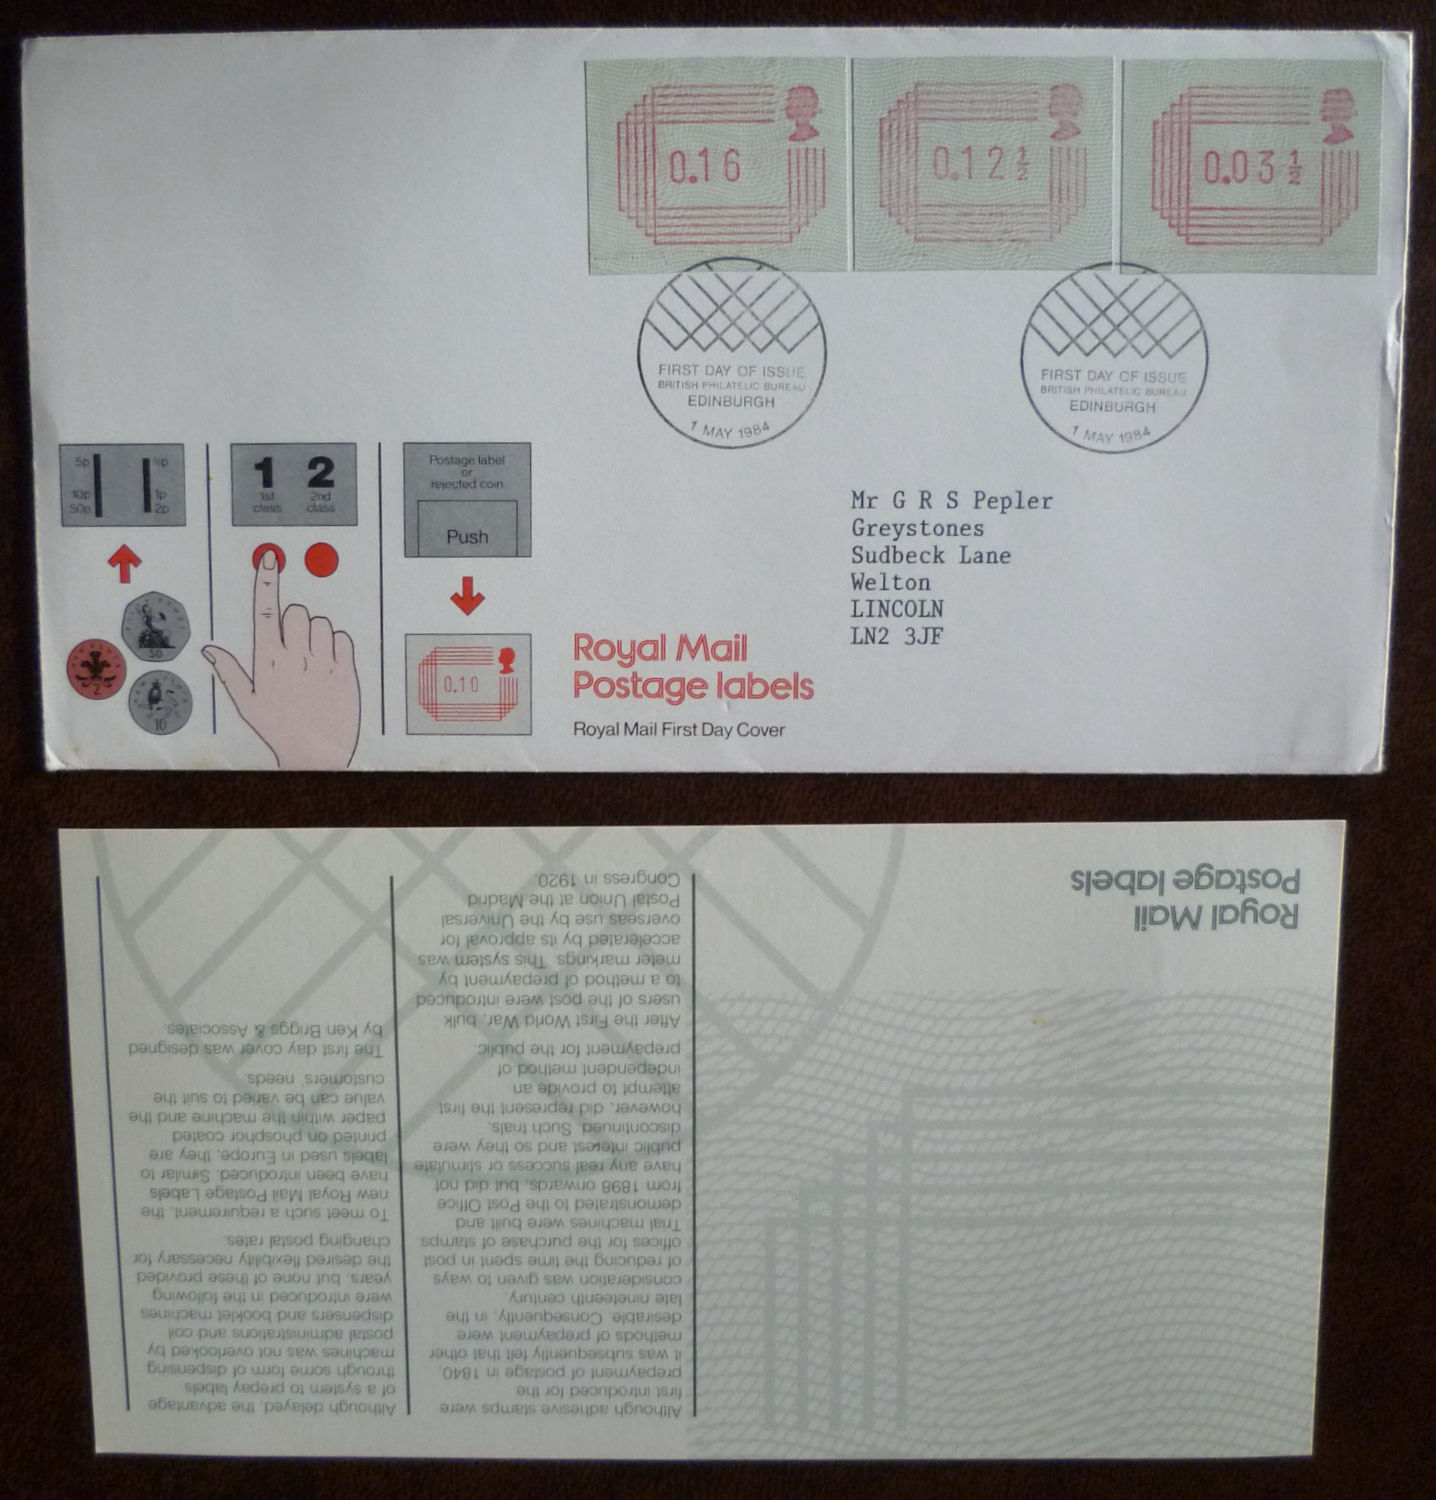 0.16
0.12½
0.03½
FIRST DAY OF ISSUE
BRITISH PHILATELIC BUREAU
EDINBURGH
1 MAY 1984
FIRST DAY OF ISSUE
BRITISH PHILATELIC BUREAU
EDINBURGH
1 MAY 1984
Mr G R S Pepler
Greystones
Sudbeck Lane
Welton
LINCOLN
LN2 3JF
5p
½p
10p
1p
50p
2p
1 2
1st 2nd
class class
Postage label
or
rejected coin
Push
50
2
10
0.10
Royal Mail
Postage labels
Royal Mail First Day Cover
Royal Mail
Postage labels
Although adhesive stamps were
first introduced for the
prepayment of postage in 1840,
it was subsequently felt that other
methods of prepayment were
desirable. Consequently, in the
late nineteenth century,
consideration was given to ways
of reducing the time spent in post
offices for the purchase of stamps.
Trial machines were built and
demonstrated to the Post Office
from 1898 onwards, but did not
have any real success or stimulate
public interest and so they were
discontinued. Such trials,
however, did represent the first
attempt to provide an
independent method of
prepayment for the public.
After the First World War, bulk
users of the post were introduced
to a method of prepayment by
meter markings. This system was
accelerated by its approval for
overseas use by the Universal
Postal Union at the Madrid
Congress in 1920.
Although delayed, the advantage
of a system to prepay labels
through some form of dispensing
machines was not overlooked by
postal administrations and coil
dispensers and booklet machines
were introduced in the following
years, but none of these provided
the desired flexibility necessary for
changing postal rates.
To meet such a requirement, the
new Royal Mail Postage Labels
have been introduced. Similar to
labels used in Europe, they are
printed on phosphor coated
paper within the machine and the
value can be varied to suit the
customers' needs.
The first day cover was designed
by Ken Briggs & Associates.